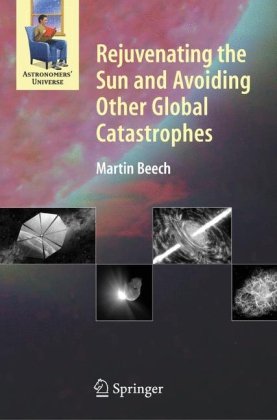 ASTRONOMERS'
UNIVERSE
Rejuvenating the
Sun and Avoiding
Other Global
Catastrophes
Martin Beech
Springer